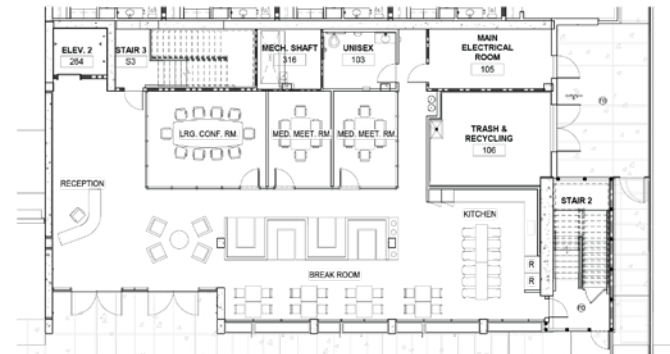 ELEV. 2
264
STAIR 3
S3
MECH. SHAFT
316
UNISEX
103
MAIN
ELECTRICAL
ROOM
105
LRG. CONF. RM.
MED. MEET. RM.
MED. MEET. RM.
TRASH &
RECYCLING
106
RECEPTION
KITCHEN
STAIR 2
BREAK ROOM
R
R
FD